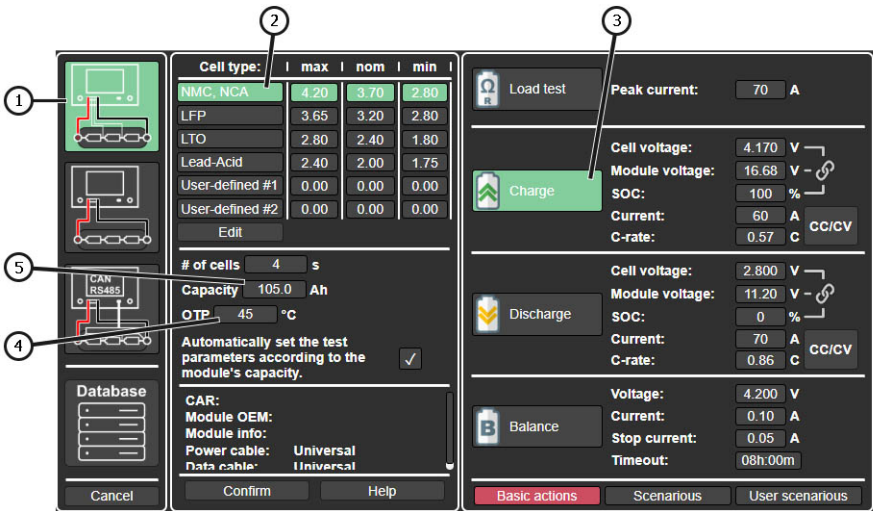 2
3
1
5
4
CAN
RS485
Database
Cancel
Cell type: max nom min
NMC, NCA 4.20 3.70 2.80
LFP 3.65 3.20 2.80
LTO 2.80 2.40 1.80
Lead-Acid 2.40 2.00 1.75
User-defined #1 0.00 0.00 0.00
User-defined #2 0.00 0.00 0.00
Edit
# of cells 4 s
Capacity 105.0 Ah
OTP 45 °C
Automatically set the test
parameters according to the
module's capacity. ✓
CAR:
Module OEM:
Module info:
Power cable: Universal
Data cable: Universal
Confirm Help
Ω
R
Load test Peak current: 70 A
Charge
Cell voltage: 4.170 V
Module voltage: 16.68 V
SOC: 100 %
Current: 60 A
C-rate: 0.57 C
CC/CV
Discharge
Cell voltage: 2.800 V
Module voltage: 11.20 V
SOC: 0 %
Current: 70 A
C-rate: 0.86 C
CC/CV
B Balance
Voltage: 4.200 V
Current: 0.10 A
Stop current: 0.05 A
Timeout: 08h:00m
Basic actions Scenarious User scenarious